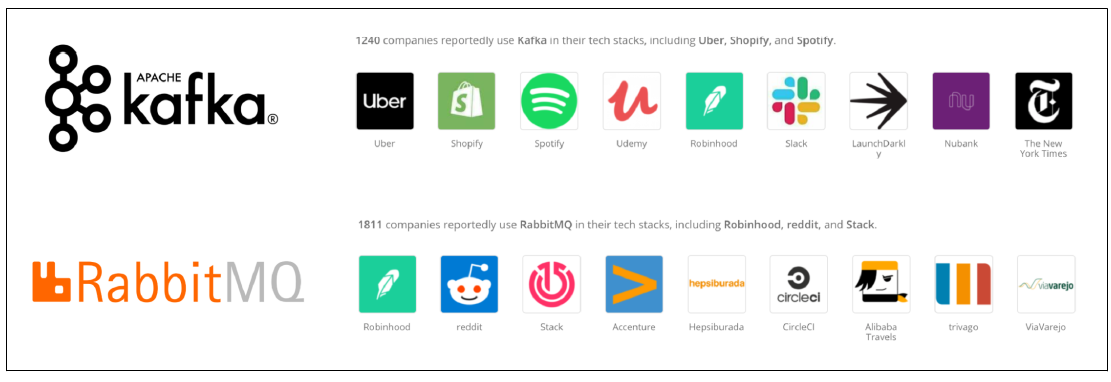 APACHE
kafka®
1240 companies reportedly use Kafka in their tech stacks, including Uber, Shopify, and Spotify.
Uber
S
nu
T
Uber
Shopify
Spotify
Udemy
Robinhood
Slack
LaunchDarkl
y
Nubank
The New
York Times
RabbitMQ
1811 companies reportedly use RabbitMQ in their tech stacks, including Robinhood, reddit, and Stack.
hepsiburada
circleci
viavarejo
Robinhood
reddit
Stack
Accenture
Hepsiburada
CircleCI
Alibaba
Travels
trivago
ViaVarejo